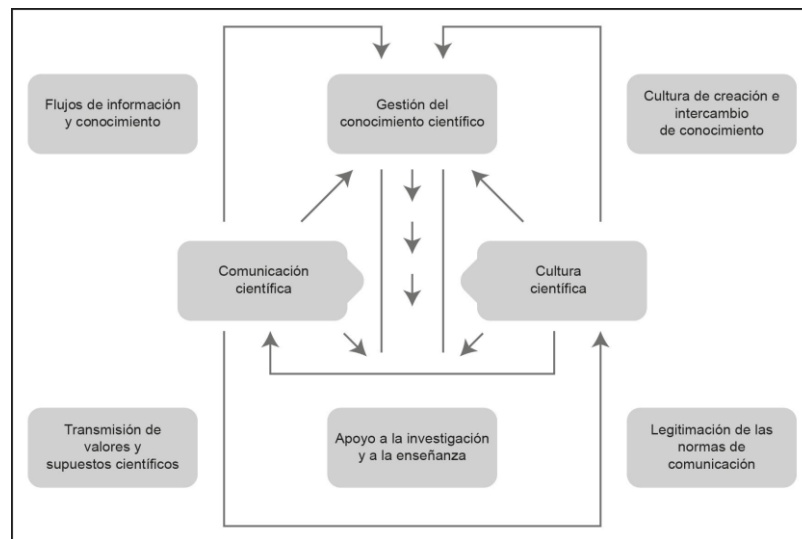 Flujos de información
y conocimiento
Gestión del
conocimiento científico
Cultura de creación e
intercambio
de conocimiento
Comunicación
científica
Cultura
científica
Transmisión de
valores y
supuestos científicos
Apoyo a la investigación
y a la enseñanza
Legitimación de las
normas de
comunicación